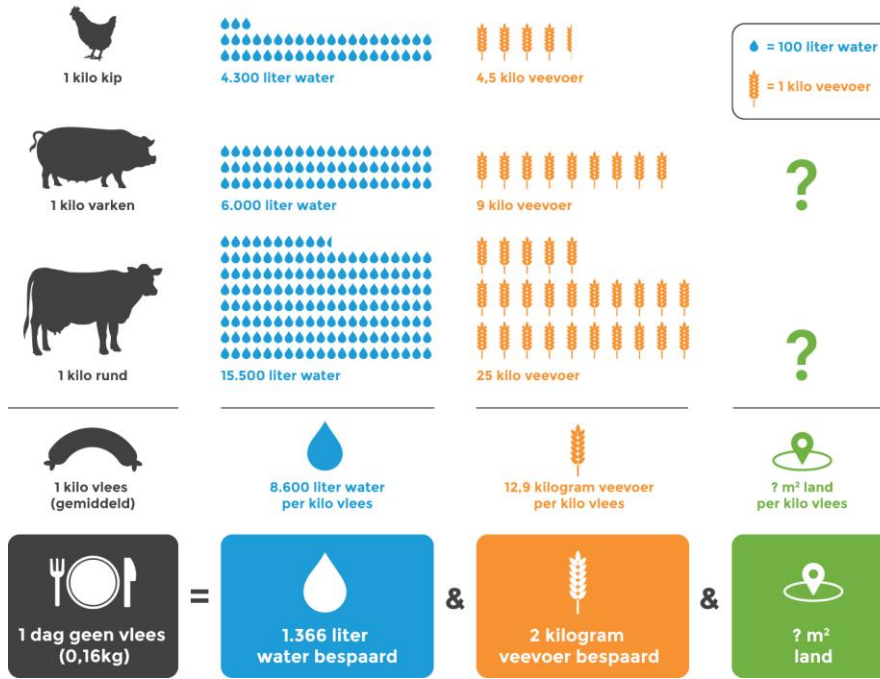 1 kilo kip
4.300 liter water
4,5 kilo veevoer
= 100 liter water
= 1 kilo veevoer
1 kilo varken
6.000 liter water
9 kilo veevoer
?
1 kilo rund
15.500 liter water
25 kilo veevoer
?
1 kilo vlees
(gemiddeld)
8.600 liter water
per kilo vlees
12,9 kilogram veevoer
per kilo vlees
? m² land
per kilo vlees
1 dag geen vlees
(0,16kg)
=
1.366 liter
water bespaard
&
2 kilogram
veevoer bespaard
&
? m²
land